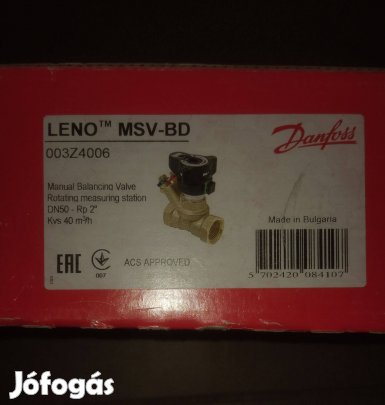 LENO™ MSV-BD
003Z4006
Danfoss
Manual Balancing Valve
Rotating measuring station
DN50 - Rp 2"
Kvs 40 m³/h
Made in Bulgaria
EAC
007
ACS APPROVED
5 702420 084107
Jófogás